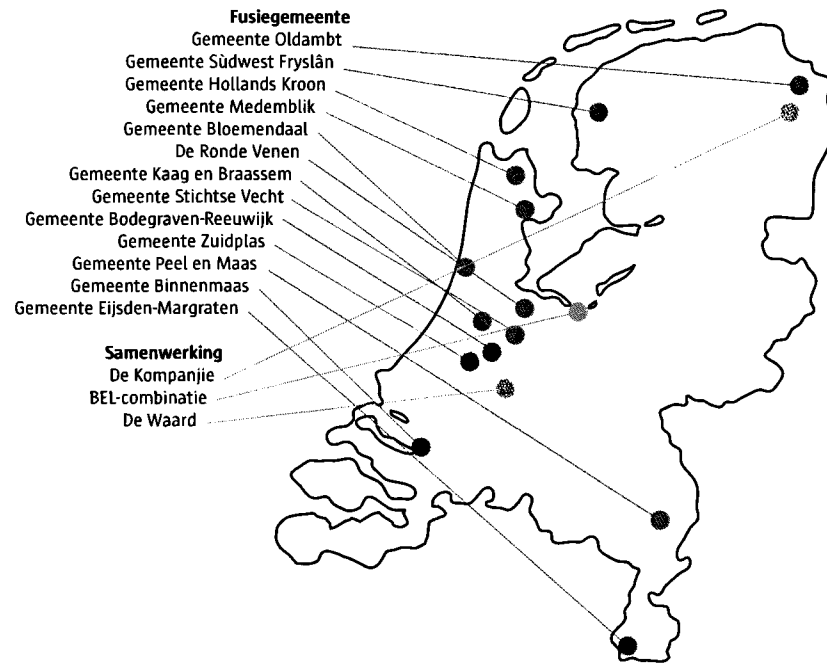 Fusiegemeente
Gemeente Oldambt
Gemeente Sùdwest Fryslân
Gemeente Hollands Kroon
Gemeente Medemblik
Gemeente Bloemendaal
De Ronde Venen
Gemeente Kaag en Braassem
Gemeente Stichtse Vecht
Gemeente Bodegraven-Reeuwijk
Gemeente Zuidplas
Gemeente Peel en Maas
Gemeente Binnenmaas
Gemeente Eijsden-Margraten
Samenwerking
De Kompanjie
BEL-combinatie
De Waard